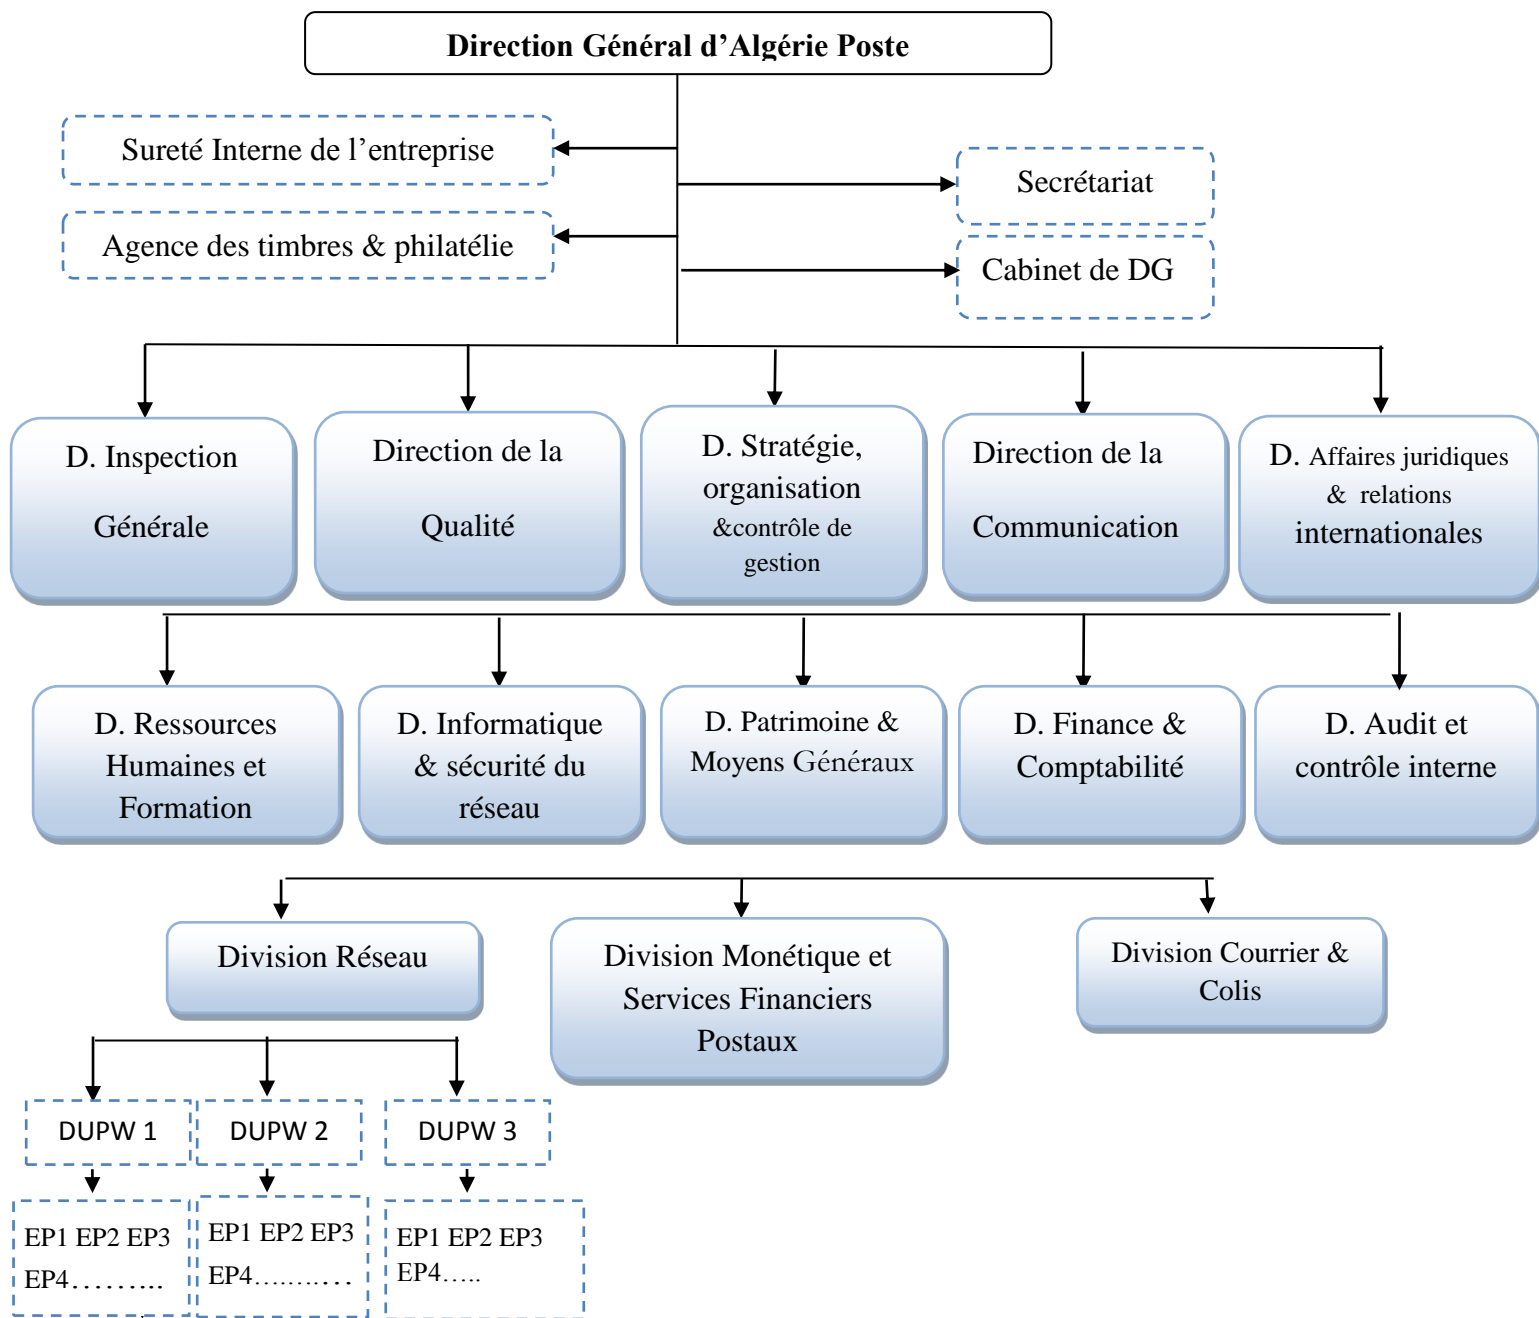 Direction Général d’Algérie Poste
Sureté Interne de l’entreprise
Secrétariat
Agence des timbres & philatélie
Cabinet de DG
D. Inspection
Générale
Direction de la
Qualité
D. Stratégie,
organisation
&contrôle de
gestion
Direction de la
Communication
D. Affaires juridiques
& relations
internationales
D. Ressources
Humaines et
Formation
D. Informatique
& sécurité du
réseau
D. Patrimoine &
Moyens Généraux
D. Finance &
Comptabilité
D. Audit et
contrôle interne
Division Réseau
Division Monétique et
Services Financiers
Postaux
Division Courrier &
Colis
DUPW 1
DUPW 2
DUPW 3
EP1 EP2 EP3
EP4………
EP1 EP2 EP3
EP4……….
EP1 EP2 EP3
EP4…..